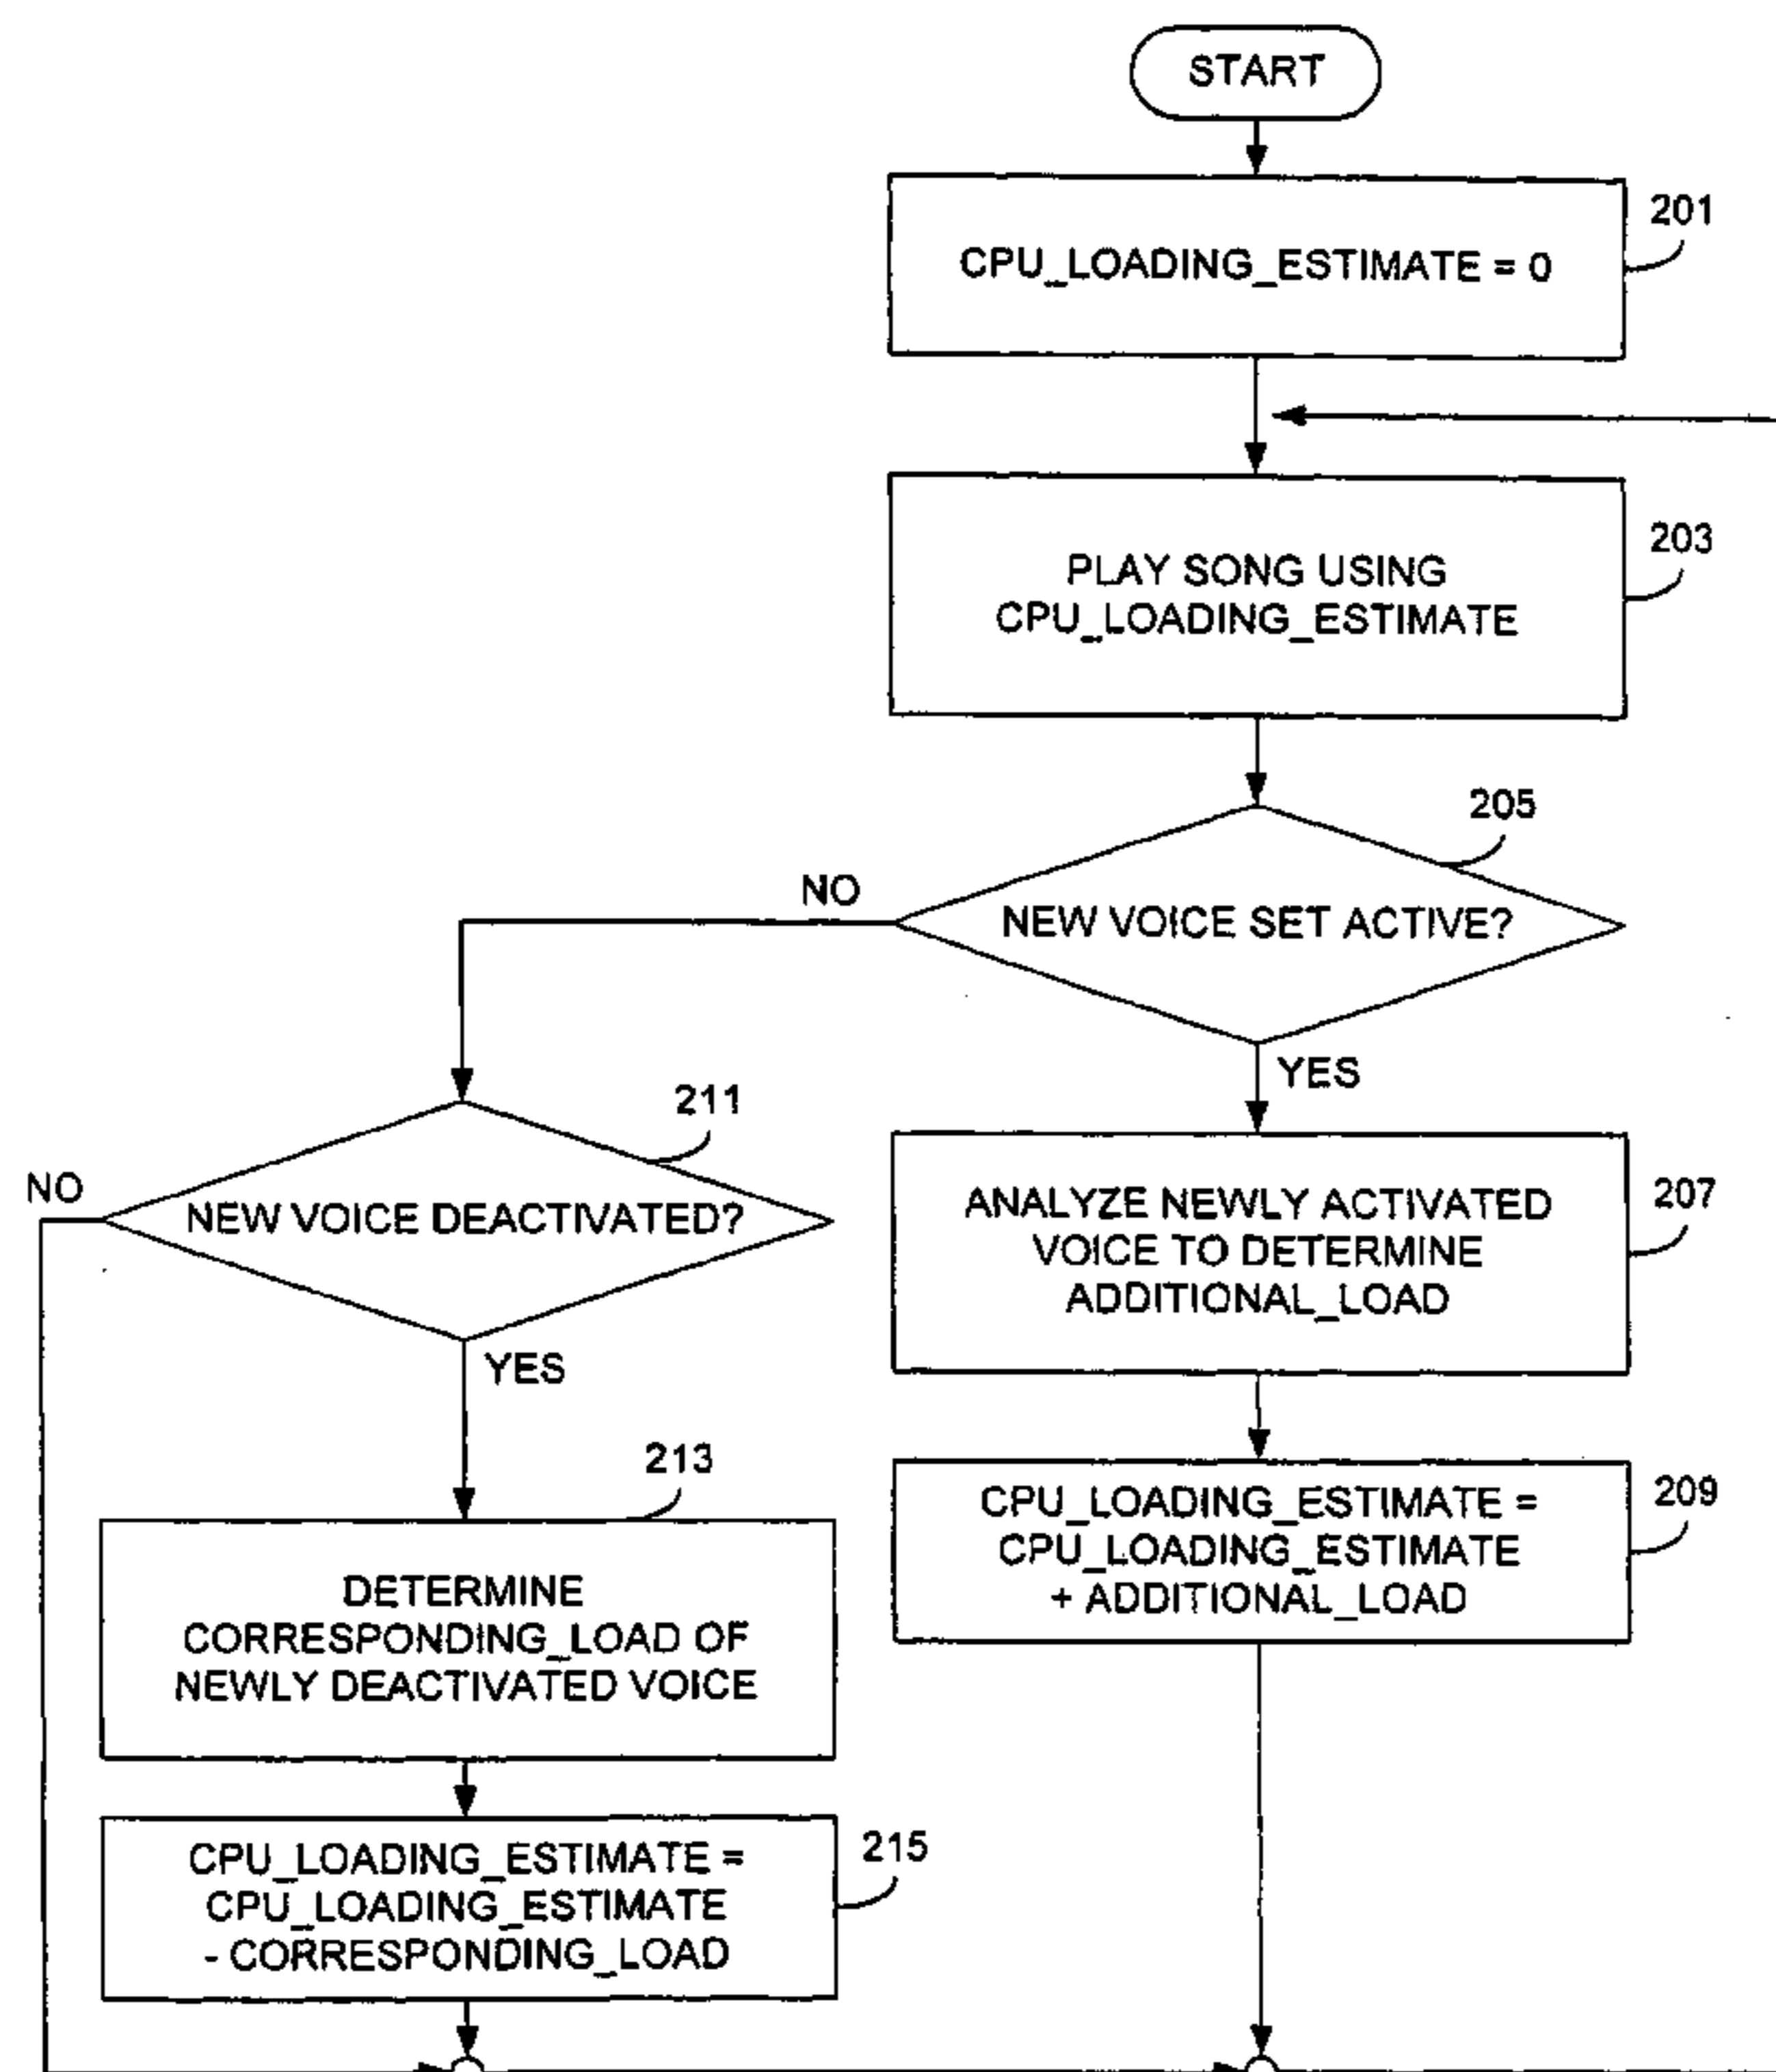 START
201
CPU_LOADING_ESTIMATE = 0
203
PLAY SONG USING
CPU_LOADING_ESTIMATE
205
NO
NEW VOICE SET ACTIVE?
YES
211
NO
NEW VOICE DEACTIVATED?
YES
207
ANALYZE NEWLY ACTIVATED
VOICE TO DETERMINE
ADDITIONAL_LOAD
213
DETERMINE
CORRESPONDING_LOAD OF
NEWLY DEACTIVATED VOICE
209
CPU_LOADING_ESTIMATE =
CPU_LOADING_ESTIMATE
+ ADDITIONAL_LOAD
215
CPU_LOADING_ESTIMATE =
CPU_LOADING_ESTIMATE
- CORRESPONDING_LOAD